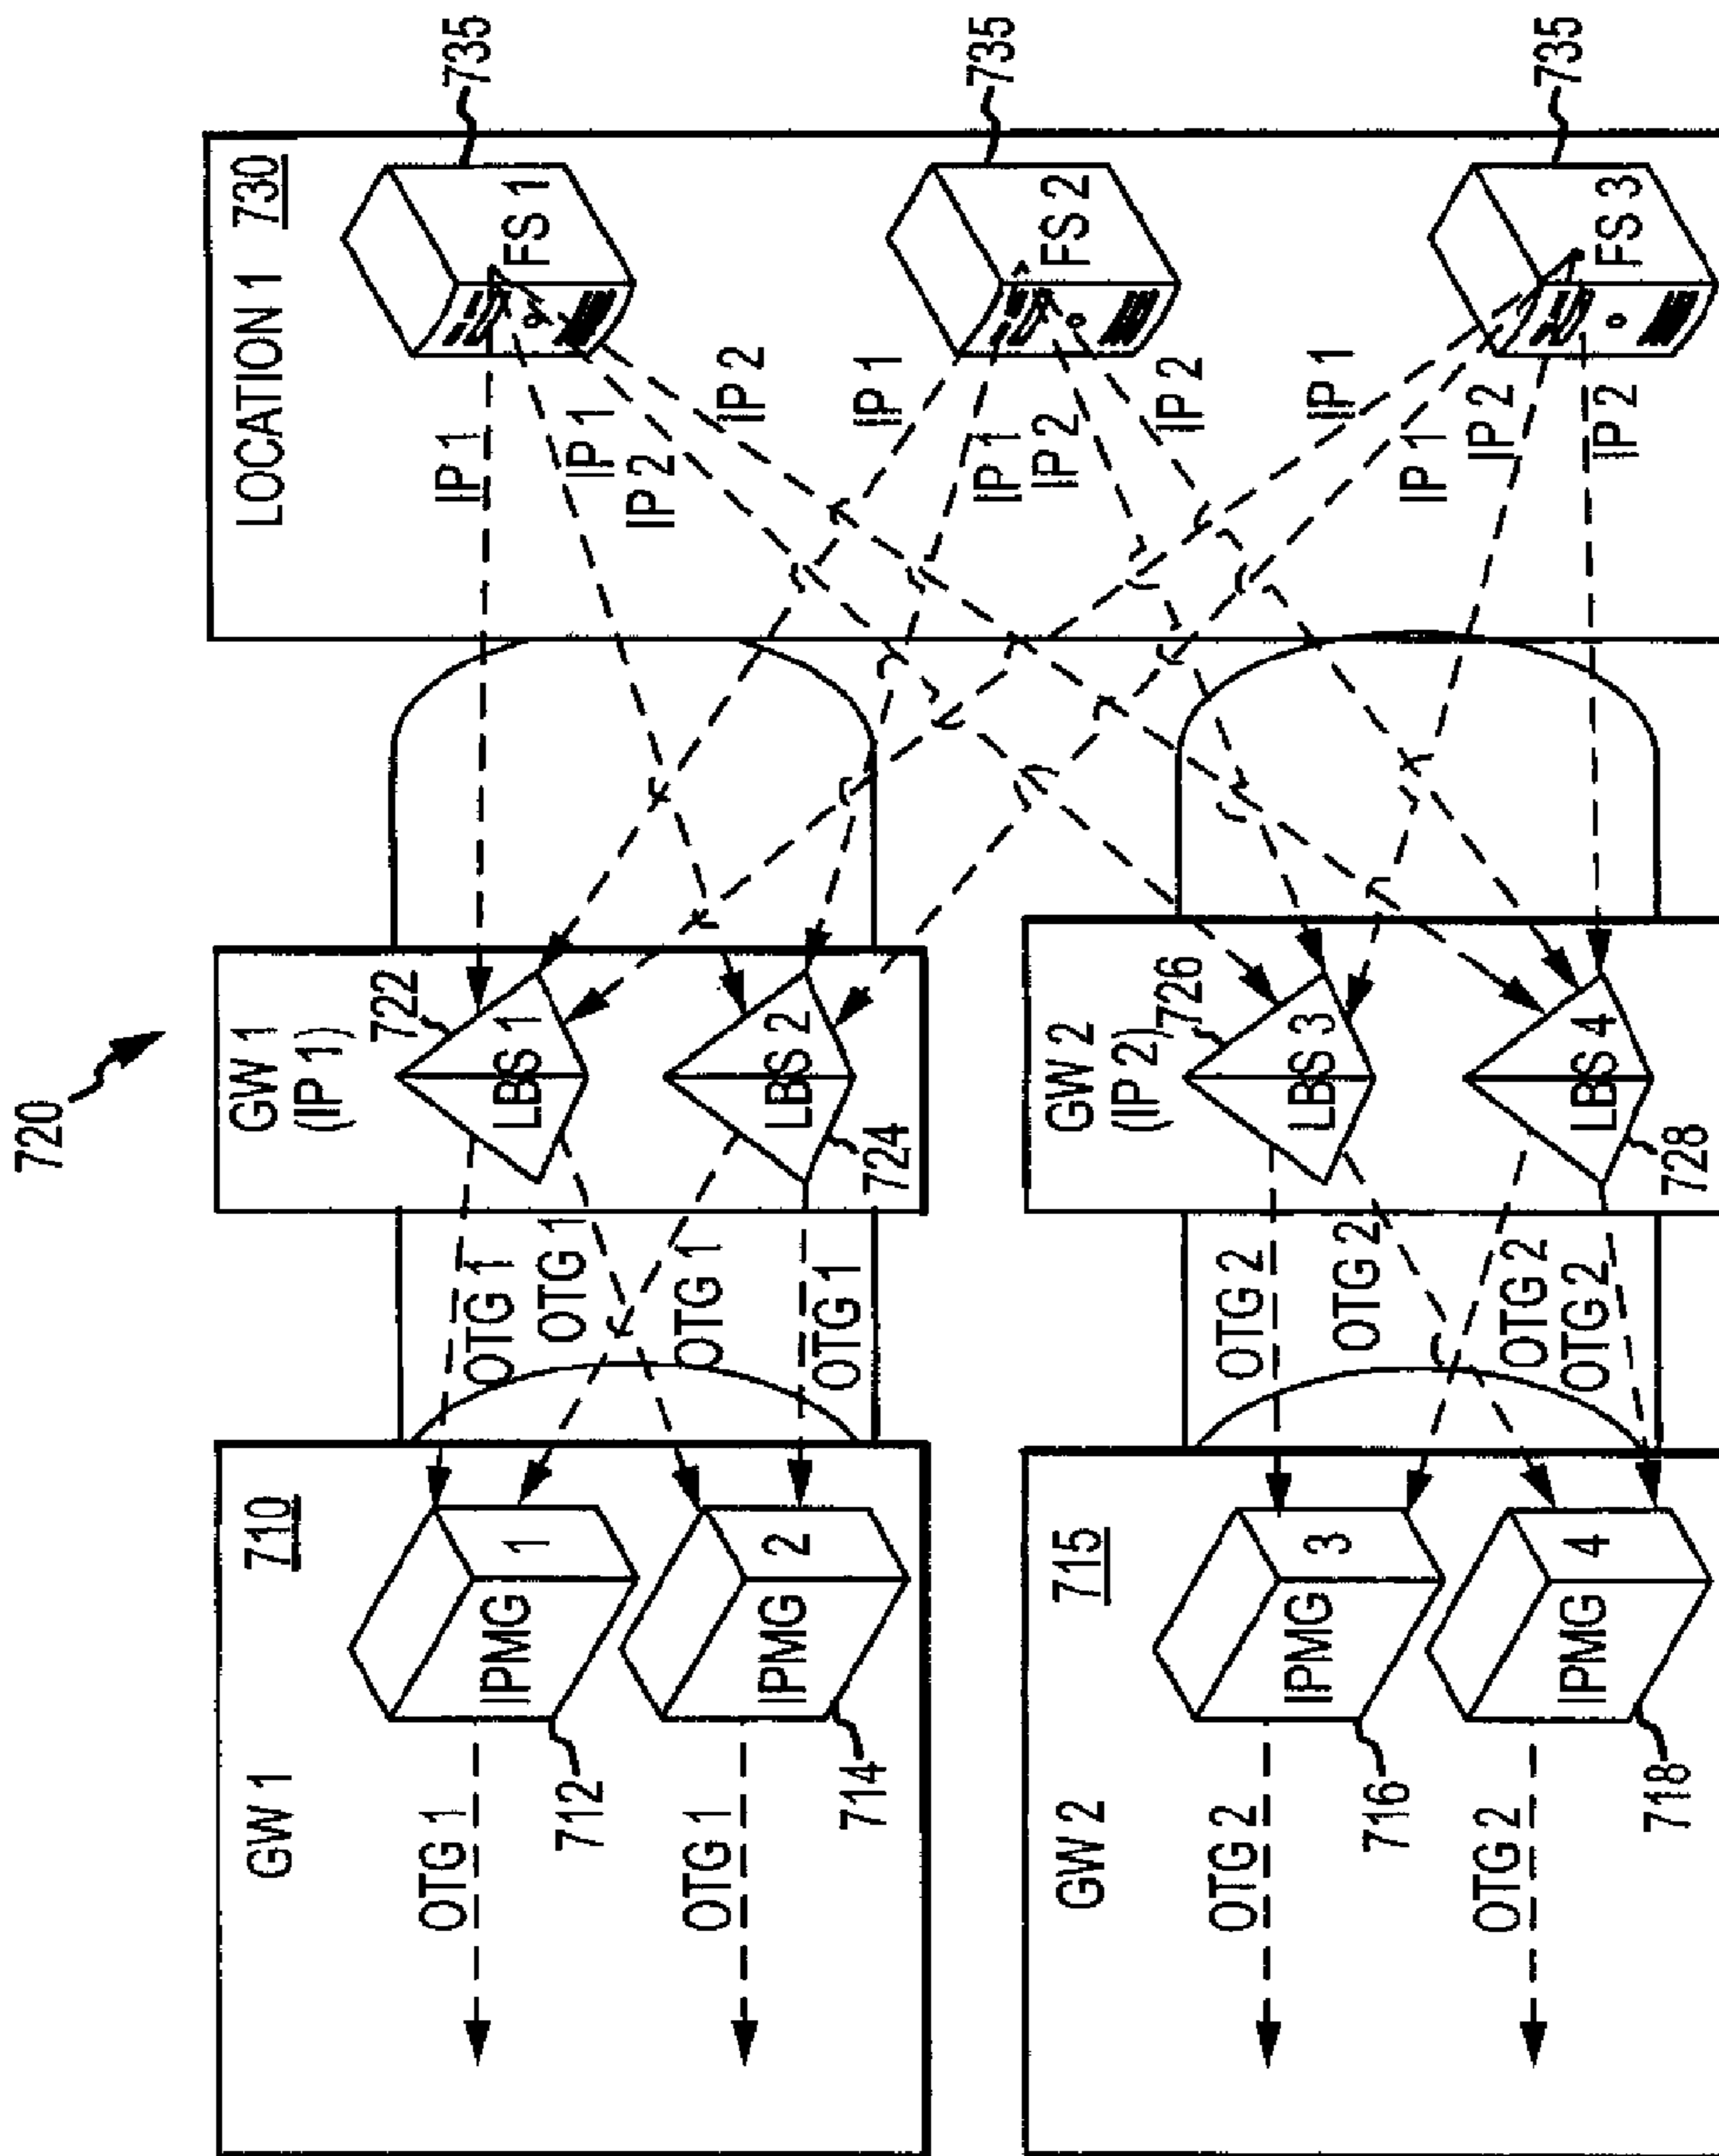 720
GW 1
710
IPMG 1
712
OTG 1
IPMG 2
714
OTG 1
GW 2
715
IPMG 3
716
OTG 2
IPMG 4
718
OTG 2
OTG 1
OTG 1
OTG 1
OTG 1
OTG 2
OTG 2
OTG 2
OTG 2
GW 1
(IP 1)
722
LBS 1
LBS 2
724
GW 2
(IP 2)
726
LBS 3
LBS 4
728
LOCATION 1 730
IP 1
IP 1
IP 2
IP 2
IP 1
IP 1
IP 2
IP 2
IP 1
IP 1
IP 2
IP 2
FS 1
735
FS 2
735
FS 3
735